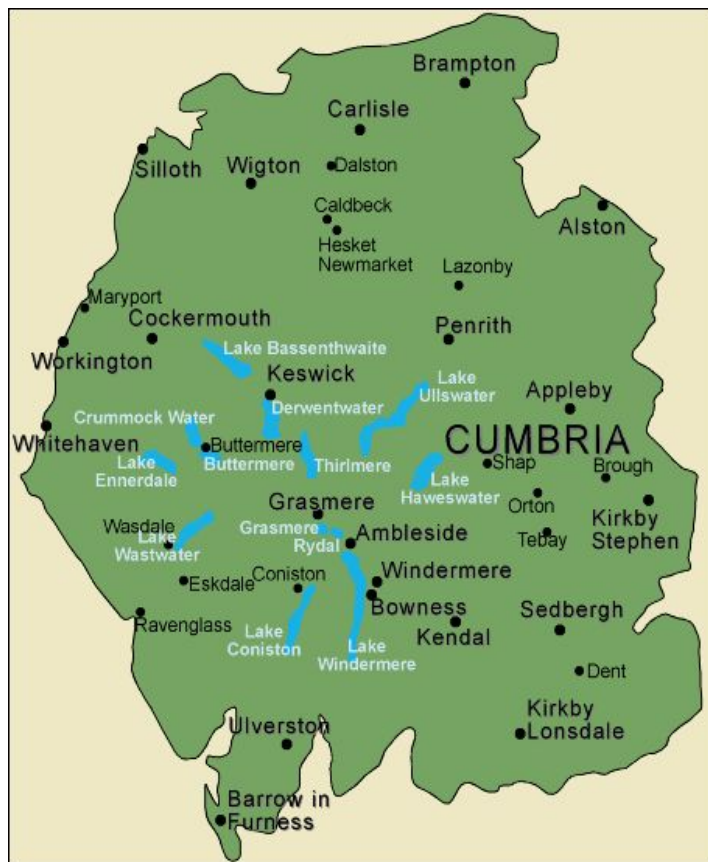 Brampton
Carlisle
Silloth
Wigton
Dalston
Caldbeck
Hesket
Newmarket
Alston
Lazonby
Maryport
Cockermouth
Penrith
Workington
Lake Bassenthwaite
Keswick
Lake
Ullswater
Appleby
Derwentwater
Crummock Water
Whitehaven
Buttermere
Buttermere
Thirlmere
CUMBRIA
Lake
Ennerdale
Shap
Brough
Lake
Haweswater
Orton
Kirkby
Stephen
Grasmere
Wasdale
Lake
Wastwater
Grasmere
Rydal
Ambleside
Tebay
Eskdale
Coniston
Windermere
Bowness
Ravenglass
Kendal
Sedbergh
Lake
Coniston
Lake
Windermere
Dent
Kirkby
Lonsdale
Ulverston
Barrow in
Furness